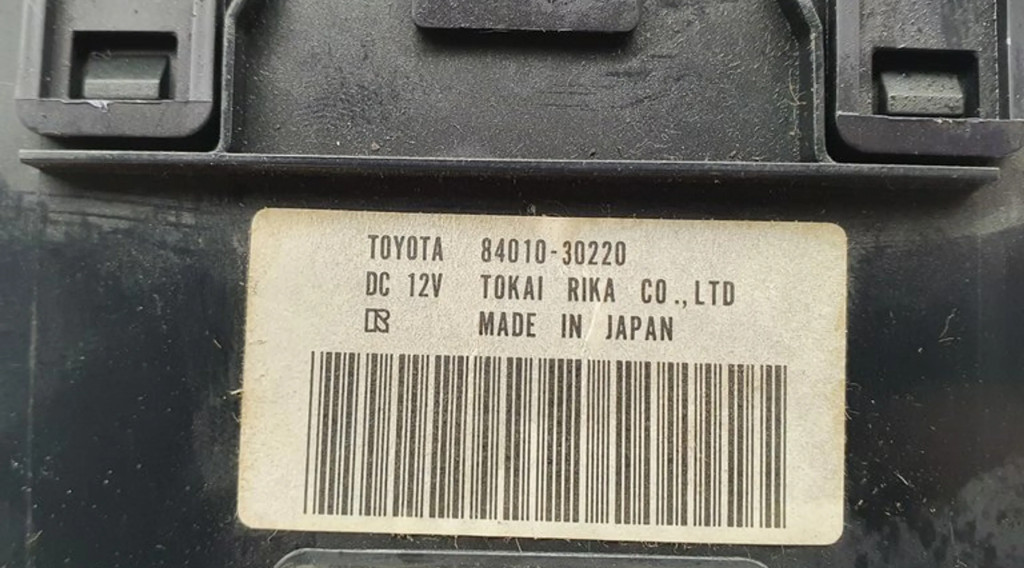 TOYOTA 84010-30220
DC 12V TOKAI RIKA CO.,LTD
R MADE IN JAPAN